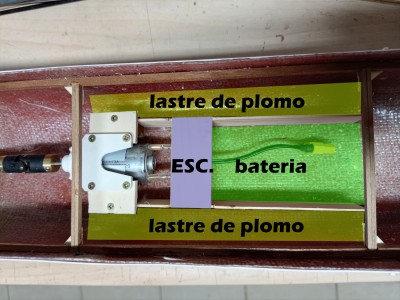 lastre de plomo
ESC. bateria
lastre de plomo